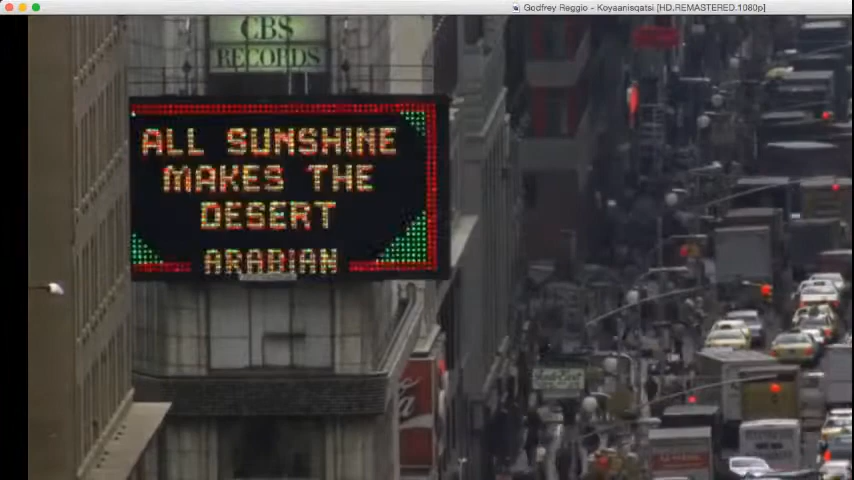 Godfrey Reggio - Koyaanisqatsi [HD.REMASTERED.1080p]
CBS
RECORDS
ALL SUNSHINE
MAKES THE
DESERT
ARABIAN